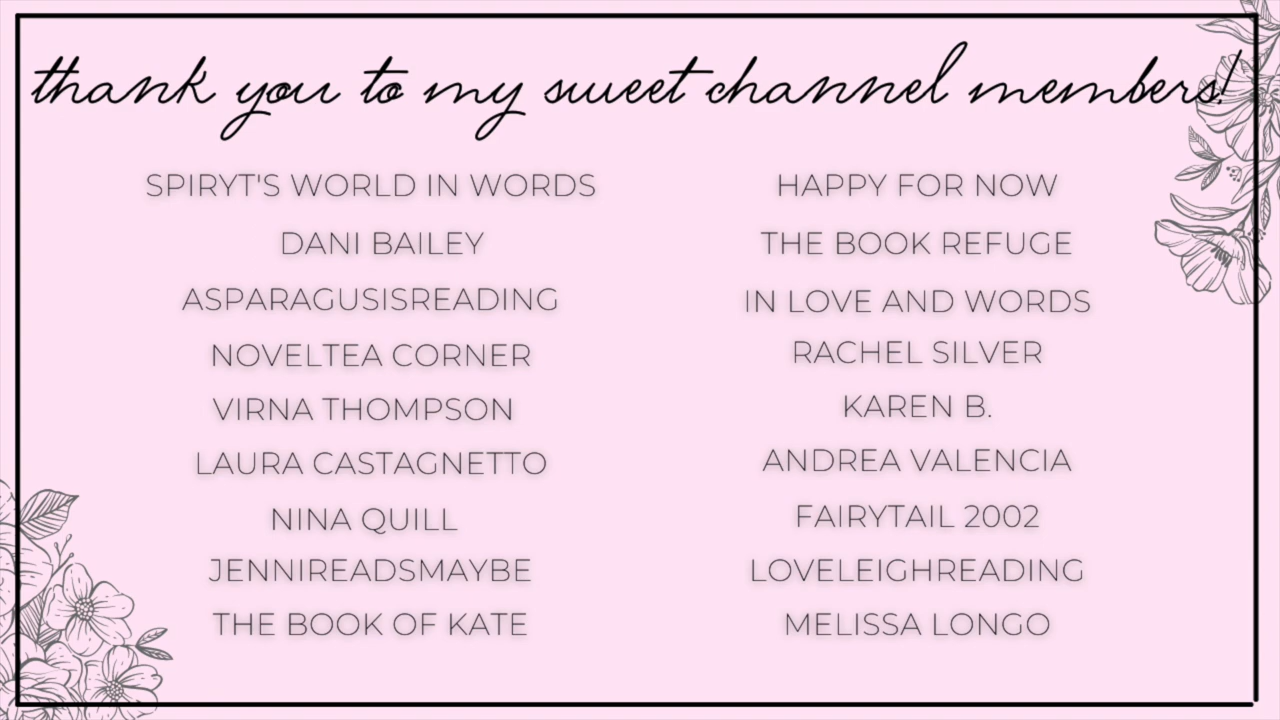 thank you to my sweet channel members!
SPIRYT'S WORLD IN WORDS
DANI BAILEY
ASPARAGUSISREADING
NOVELTEA CORNER
VIRNA THOMPSON
LAURA CASTAGNETTO
NINA QUILL
JENNIREADSMAYBE
THE BOOK OF KATE
HAPPY FOR NOW
THE BOOK REFUGE
IN LOVE AND WORDS
RACHEL SILVER
KAREN B.
ANDREA VALENCIA
FAIRYTAIL 2002
LOVELEIGHREADING
MELISSA LONGO